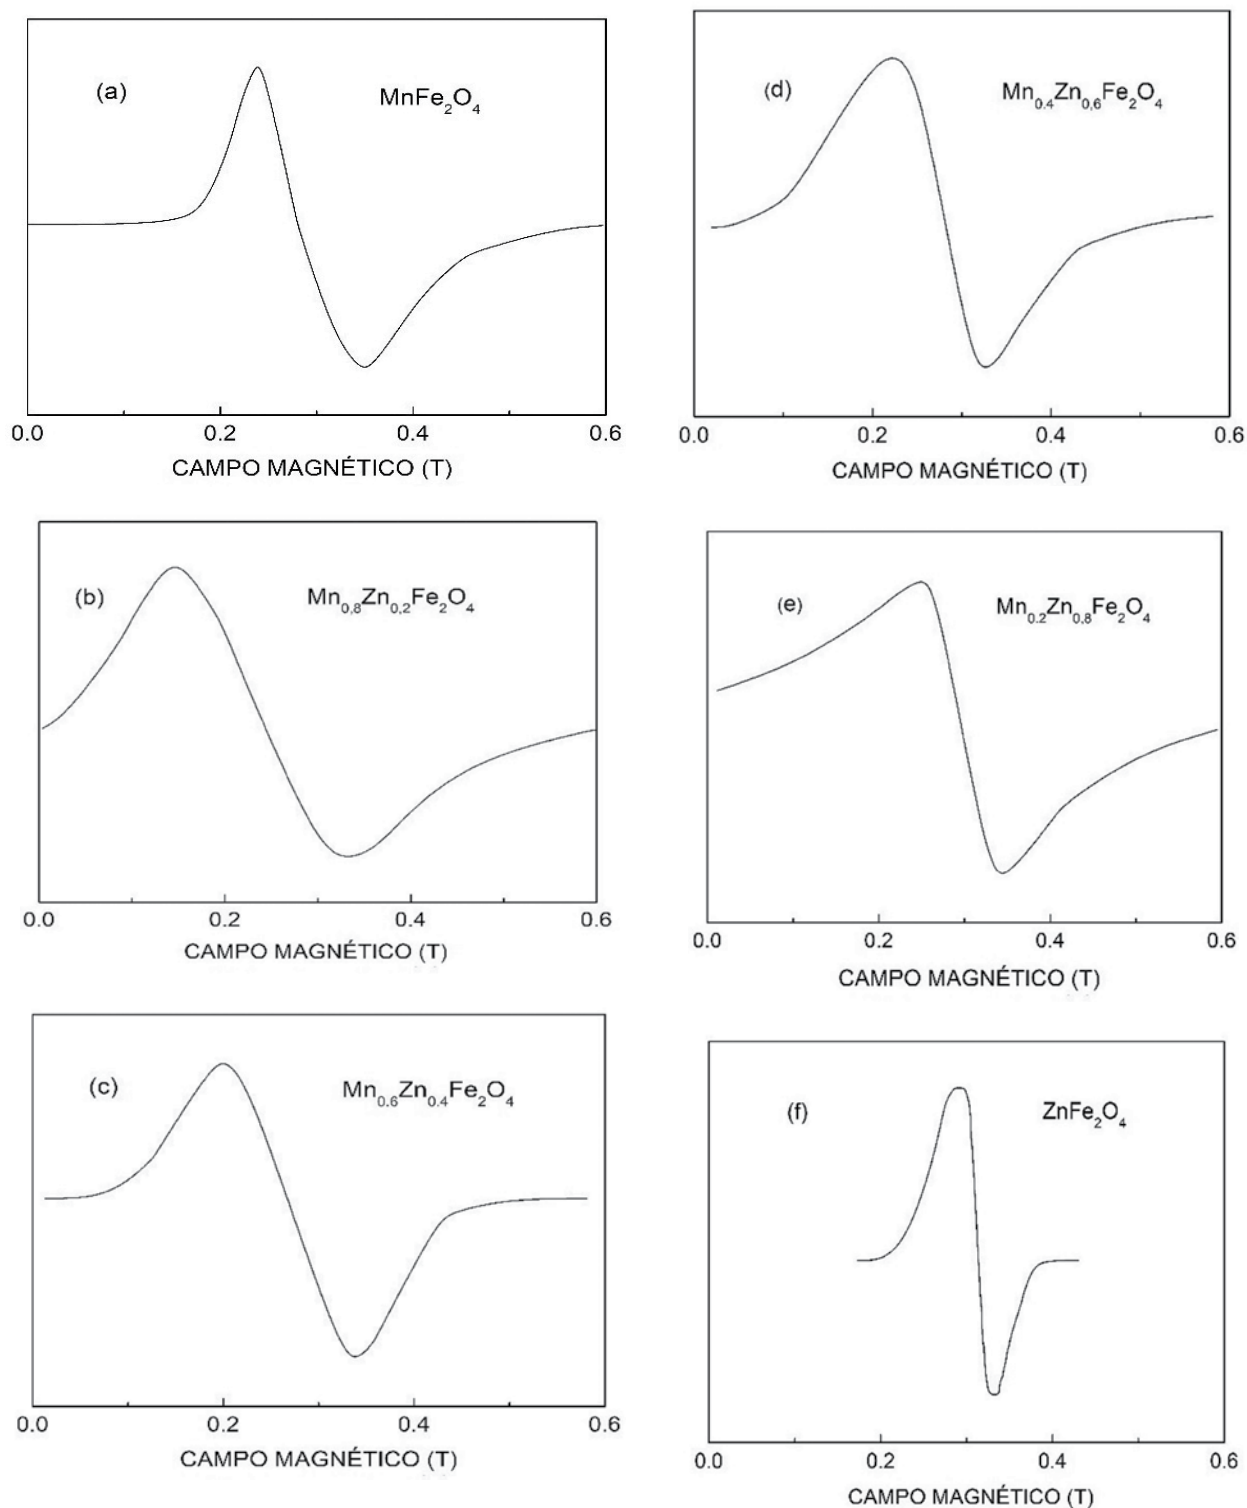 (a)
MnFe₂O₄
0.0 0.2 0.4 0.6
CAMPO MAGNÉTICO (T)
(b)
Mn₀,₈Zn₀,₂Fe₂O₄
0.0 0.2 0.4 0.6
CAMPO MAGNÉTICO (T)
(c)
Mn₀.₆Zn₀.₄Fe₂O₄
0.0 0.2 0.4 0.6
CAMPO MAGNÉTICO (T)
(d)
Mn₀.₄Zn₀,₆Fe₂O₄
0.0 0.2 0.4 0.6
CAMPO MAGNÉTICO (T)
(e)
Mn₀.₂Zn₀,₈Fe₂O₄
0.0 0.2 0.4 0.6
CAMPO MAGNÉTICO (T)
(f)
ZnFe₂O₄
0.0 0.2 0.4 0.6
CAMPO MAGNÉTICO (T)